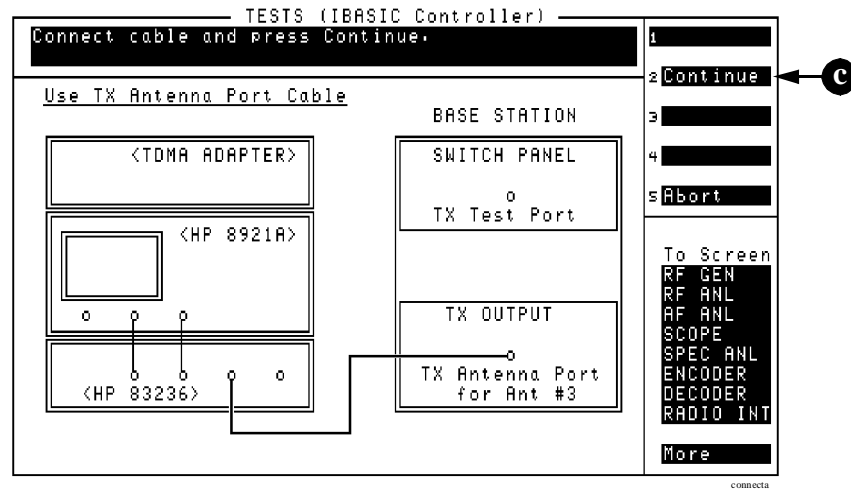 TESTS (IBASIC Controller)
Connect cable and press Continue.
Use TX Antenna Port Cable
<TDMA ADAPTER>
<HP 8921A>
<HP 83236>
BASE STATION
SWITCH PANEL
TX Test Port
TX OUTPUT
TX Antenna Port
for Ant #3
1
2 Continue
3
4
5 Abort
To Screen
RF GEN
RF ANL
AF ANL
SCOPE
SPEC ANL
ENCODER
DECODER
RADIO INT
More
C
connecta